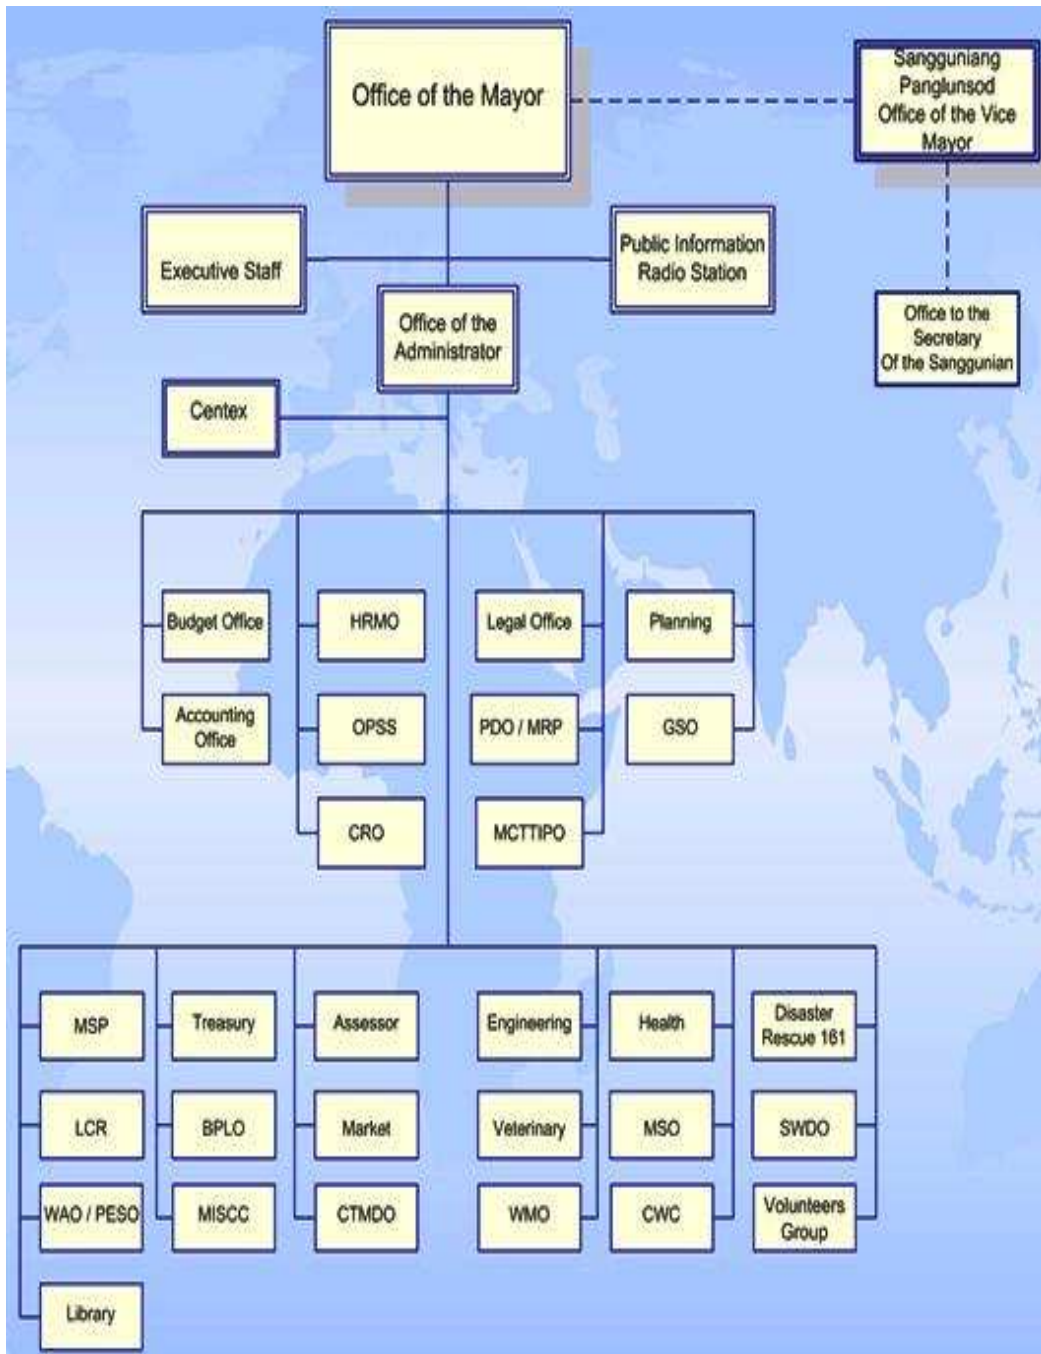 Office of the Mayor
Sangguniang
Panglunsod
Office of the Vice
Mayor
Executive Staff
Public Information
Radio Station
Office of the
Administrator
Office to the
Secretary
Of the Sanggunian
Centex
Budget Office
HRMO
Legal Office
Planning
Accounting
Office
OPSS
PDO / MRP
GSO
CRO
MCTTIPO
MSP
Treasury
Assessor
Engineering
Health
Disaster
Rescue 161
LCR
BPLO
Market
Veterinary
MSO
SWDO
WAO / PESO
MISCC
CTMDO
WMO
CWC
Volunteers
Group
Library